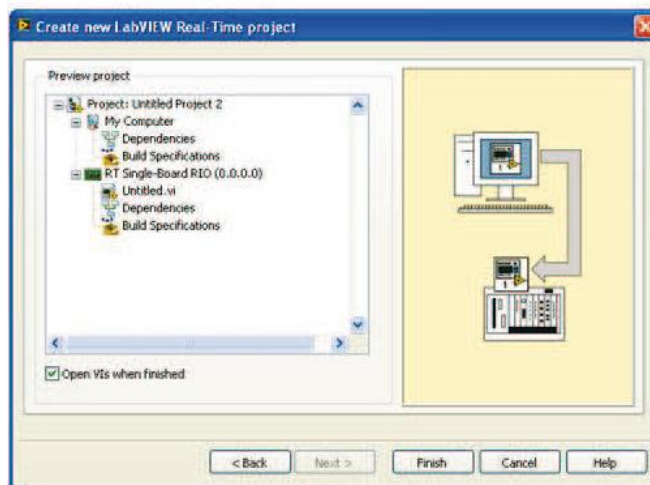 Create new LabVIEW Real-Time project
Preview project
Project: Untitled Project 2
My Computer
Dependencies
Build Specifications
RT Single-Board RIO (0.0.0.0)
Untitled.vi
Dependencies
Build Specifications
Open VIs when finished
< Back Next > Finish Cancel Help